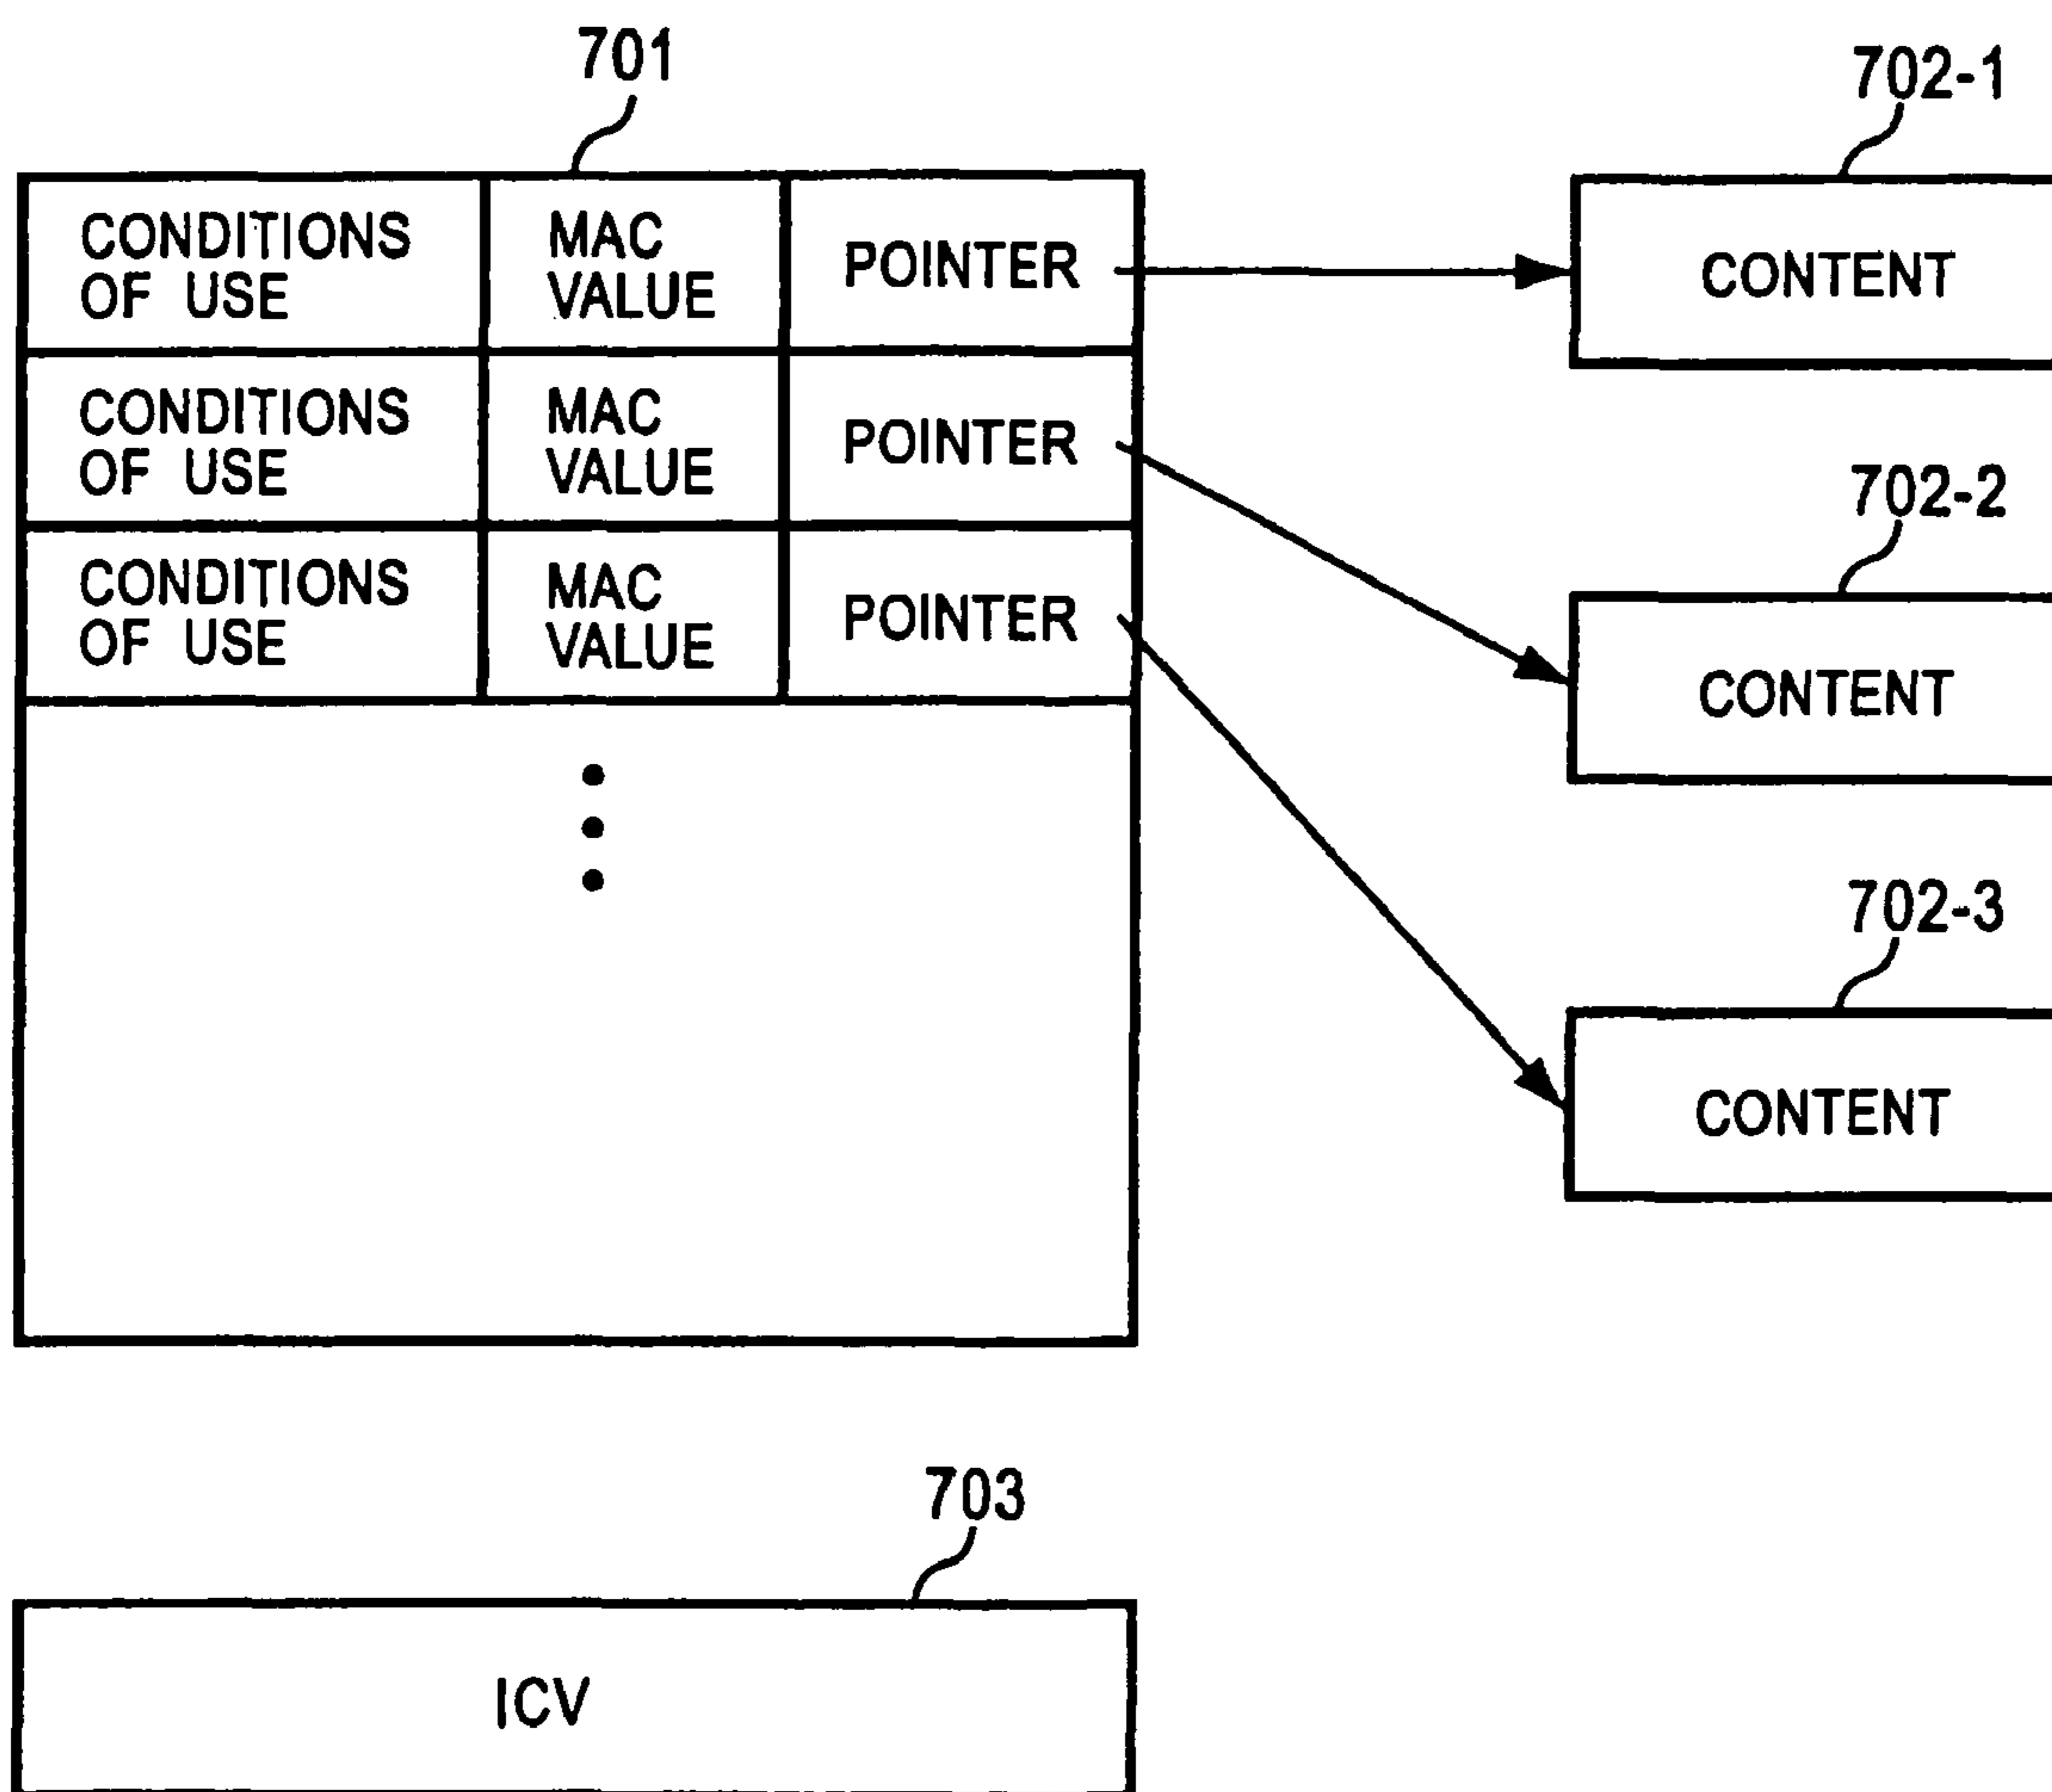 701
702-1
CONDITIONS
OF USE
MAC
VALUE
POINTER
CONTENT
CONDITIONS
OF USE
MAC
VALUE
POINTER
702-2
CONDITIONS
OF USE
MAC
VALUE
POINTER
CONTENT
702-3
CONTENT
703
ICV